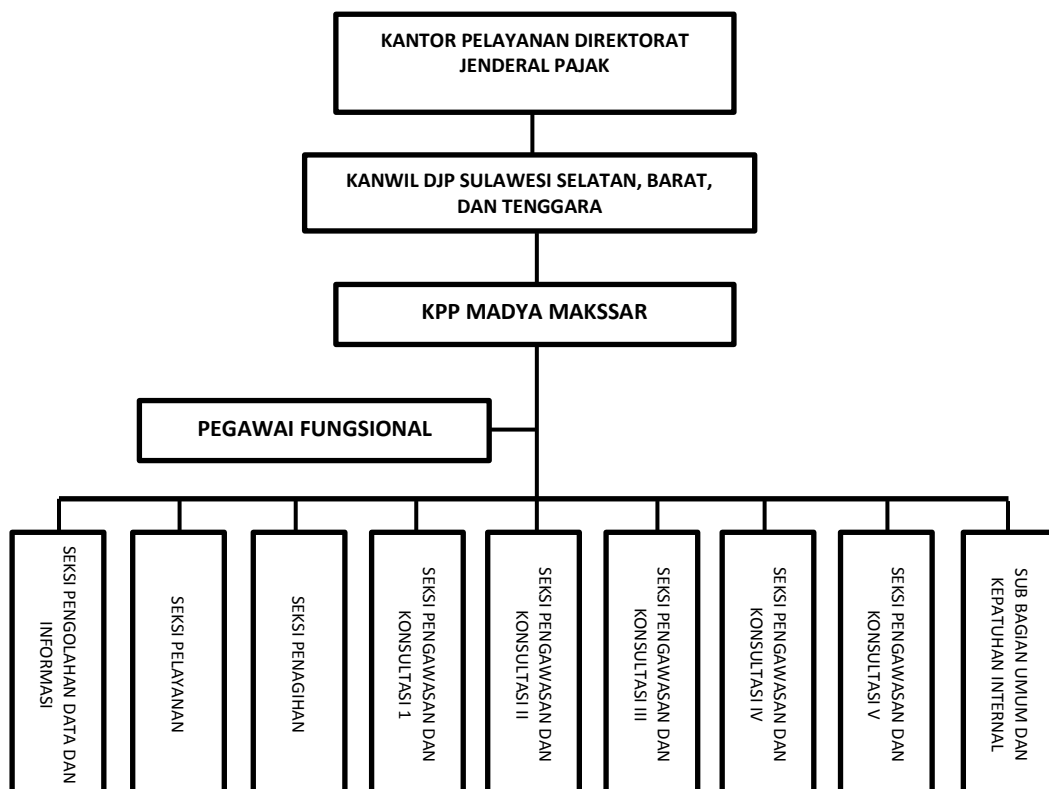 KANTOR PELAYANAN DIREKTORAT
JENDERAL PAJAK
KANWIL DJP SULAWESI SELATAN, BARAT,
DAN TENGGARA
KPP MADYA MAKSSAR
PEGAWAI FUNGSIONAL
SEKSI PENGOLAHAN DATA DAN
INFORMASI
SEKSI PELAYANAN
SEKSI PENAGIHAN
SEKSI PENGAWASAN DAN
KONSULTASI 1
SEKSI PENGAWASAN DAN
KONSULTASI II
SEKSI PENGAWASAN DAN
KONSULTASI III
SEKSI PENGAWASAN DAN
KONSULTASI IV
SEKSI PENGAWASAN DAN
KONSULTASI V
SUB BAGIAN UMUM DAN
KEPATUHAN INTERNAL